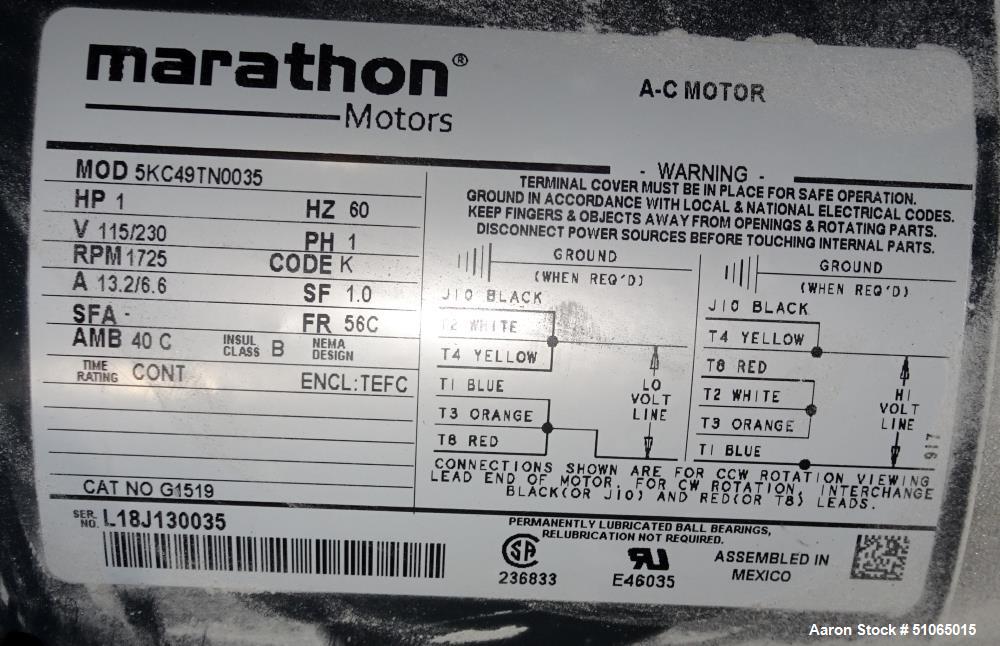 marathon®
Motors
A-C MOTOR
MOD 5KC49TN0035
HP 1
HZ 60
V 115/230
PH 1
RPM 1725
CODE K
A 13.2/6.6
SF 1.0
SFA -
FR 56C
AMB 40 C
INSUL CLASS B
NEMA DESIGN
TIME RATING CONT
ENCL:TEFC
CAT NO G1519
- WARNING -
TERMINAL COVER MUST BE IN PLACE FOR SAFE OPERATION.
GROUND IN ACCORDANCE WITH LOCAL & NATIONAL ELECTRICAL CODES.
KEEP FINGERS & OBJECTS AWAY FROM OPENINGS & ROTATING PARTS.
DISCONNECT POWER SOURCES BEFORE TOUCHING INTERNAL PARTS.
GROUND
(WHEN REQ'D)
J10 BLACK
T2 WHITE
T4 YELLOW
T1 BLUE
T3 ORANGE
T8 RED
LO
VOLT
LINE
GROUND
(WHEN REQ'D)
J10 BLACK
T4 YELLOW
T8 RED
T2 WHITE
T3 ORANGE
T1 BLUE
HI
VOLT
LINE
917
CONNECTIONS SHOWN ARE FOR CCW ROTATION VIEWING
LEAD END OF MOTOR. FOR CW ROTATION, INTERCHANGE
BLACK(OR J10) AND RED(OR T8) LEADS.
SER. NO. L18J130035
PERMANENTLY LUBRICATED BALL BEARINGS,
RELUBRICATION NOT REQUIRED.
236833
E46035
ASSEMBLED IN
MEXICO
Aaron Stock # 51065015